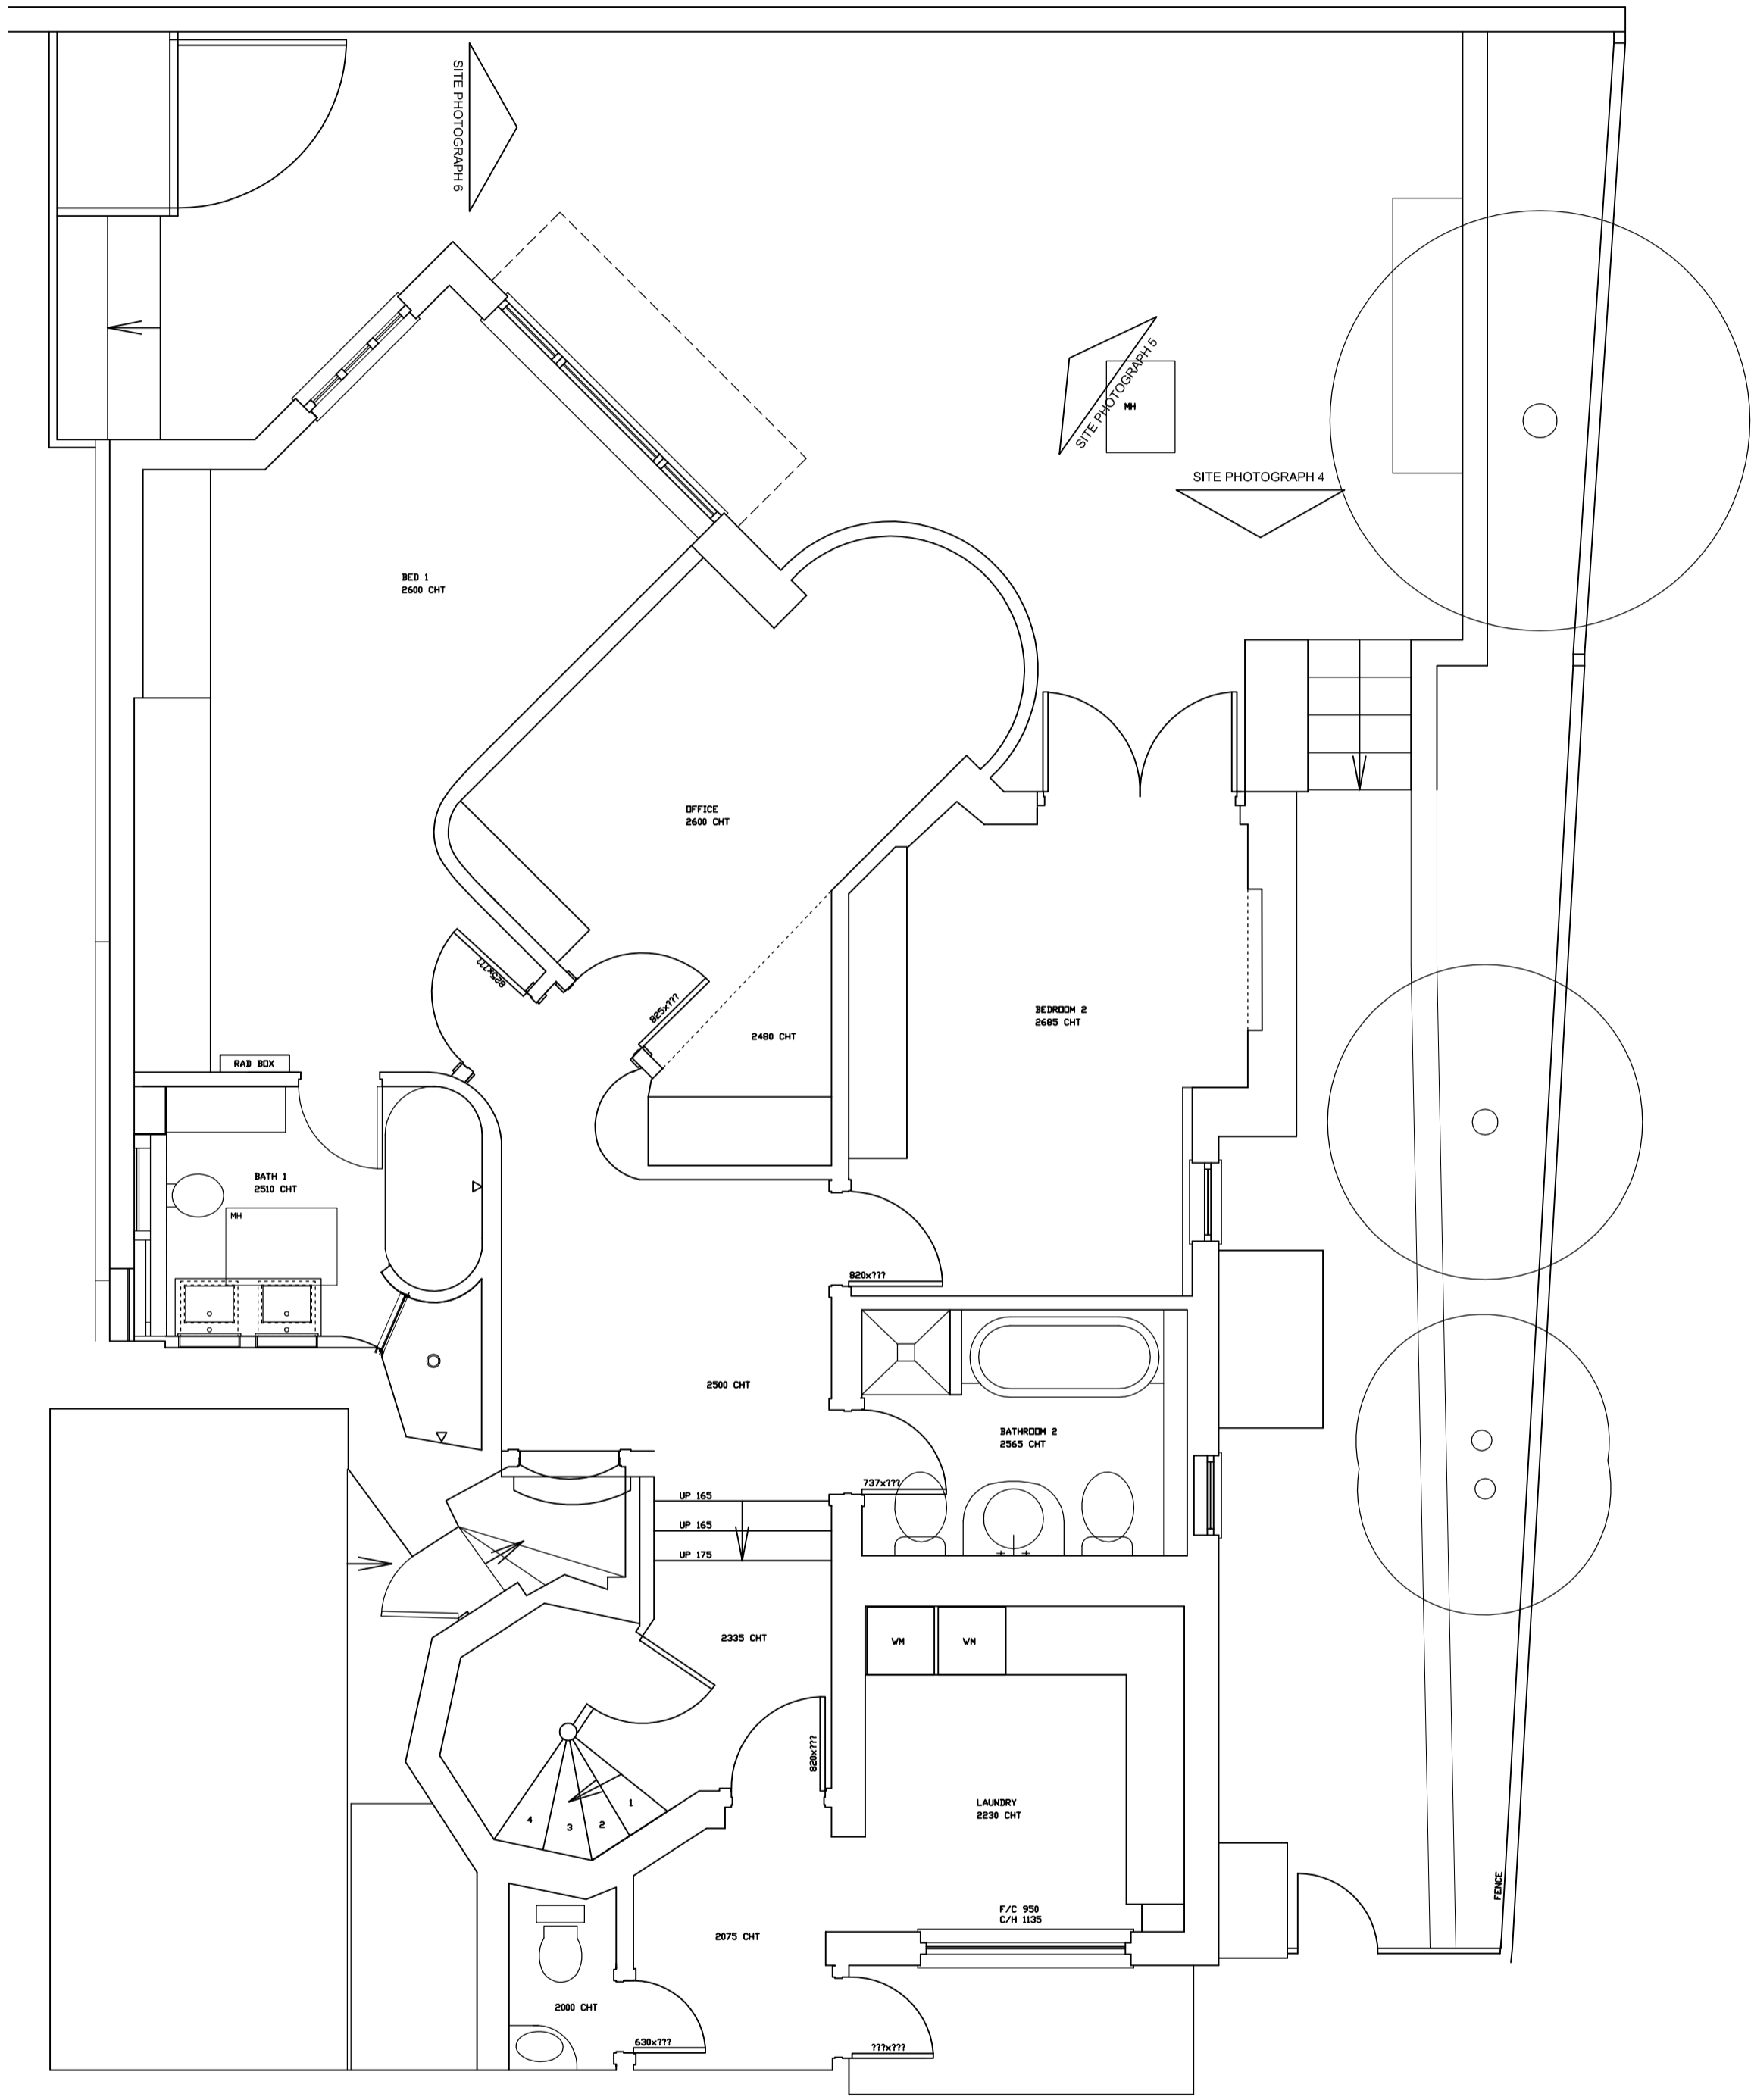 SITE PHOTOGRAPH 6
SITE PHOTOGRAPH 5
MH
SITE PHOTOGRAPH 4
BED 1
2600 CHT
OFFICE
2600 CHT
825x???
825x???
2480 CHT
BEDROOM 2
2685 CHT
RAD BOX
BATH 1
2510 CHT
MH
820x???
2500 CHT
BATHROOM 2
2565 CHT
737x???
UP 165
UP 165
UP 175
2335 CHT
WM
WM
820x???
LAUNDRY
2230 CHT
1
2
3
4
F/C 950
C/H 1135
FENCE
2075 CHT
2000 CHT
630x???
???x???